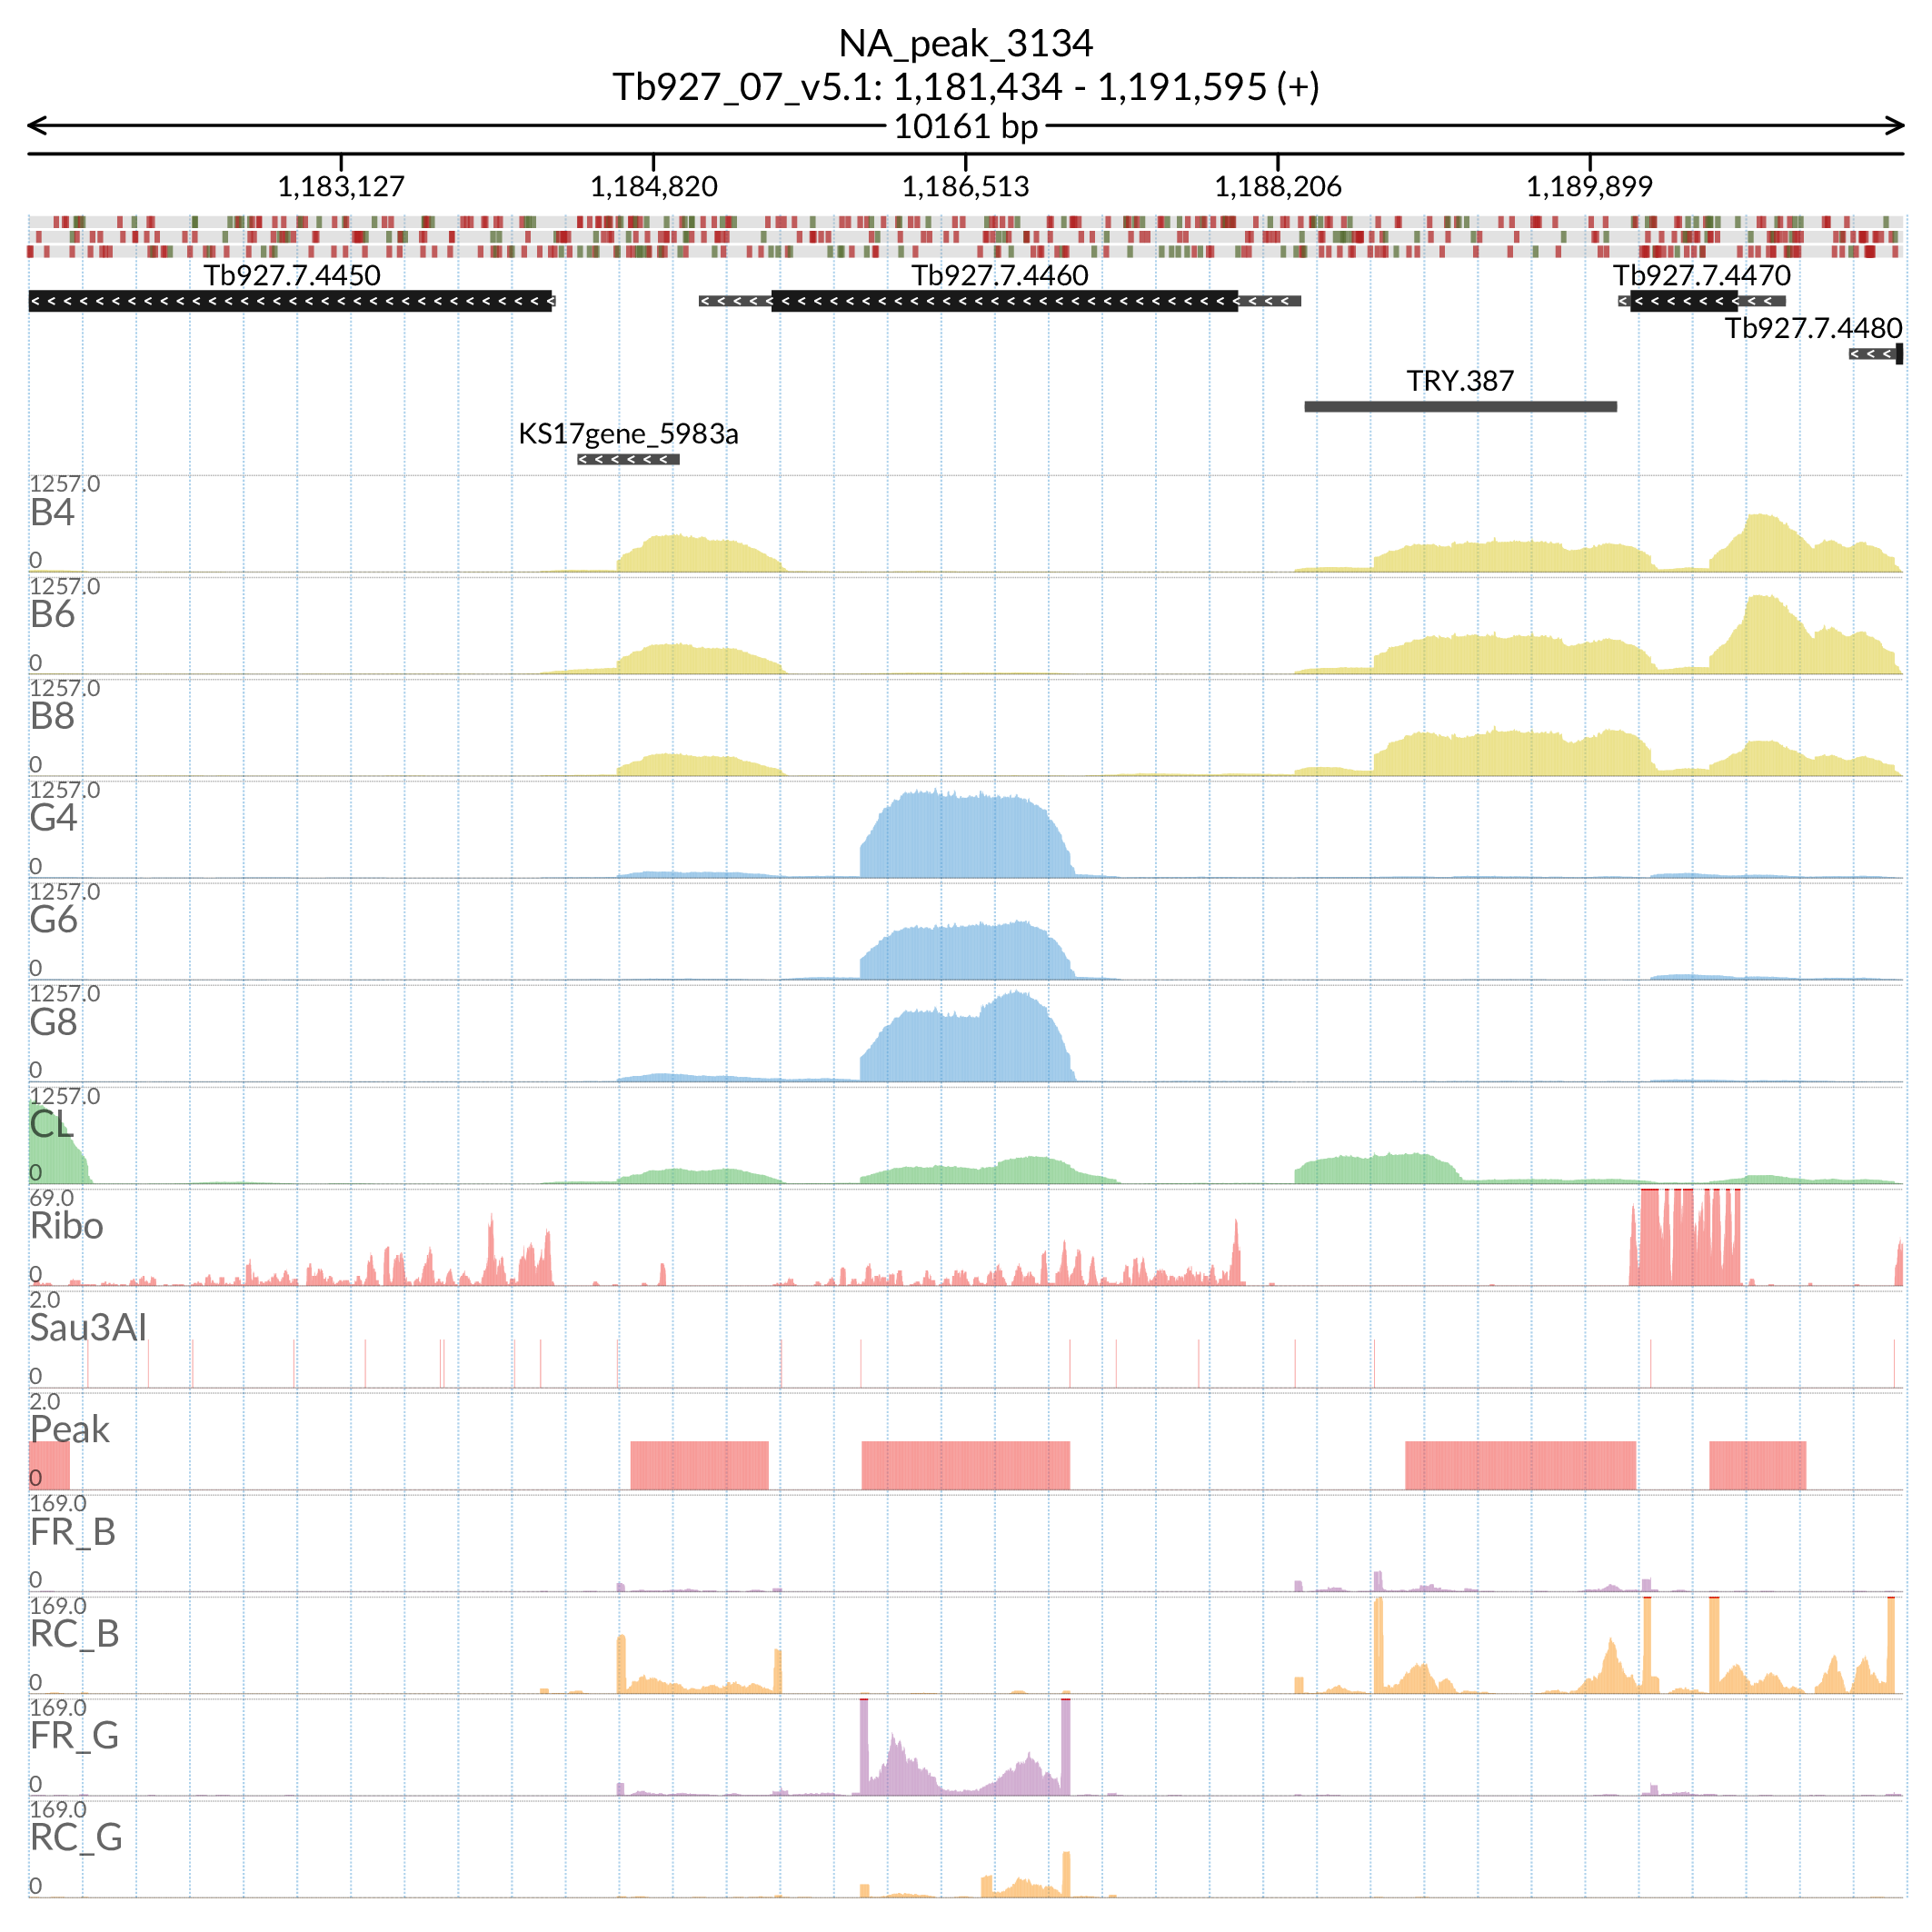 NA_peak_3134
Tb927_07_v5.1: 1,181,434 - 1,191,595 (+)
10161 bp
1,183,127 1,184,820 1,186,513 1,188,206 1,189,899
Tb927.7.4450 Tb927.7.4460 Tb927.7.4470
Tb927.7.4480
TRY.387
KS17gene_5983a
1257.0
B4
0
1257.0
B6
0
1257.0
B8
0
1257.0
G4
0
1257.0
G6
0
1257.0
G8
0
1257.0
CL
0
69.0
Ribo
0
2.0
Sau3AI
0
2.0
Peak
0
169.0
FR_B
0
169.0
RC_B
0
169.0
FR_G
0
169.0
RC_G
0